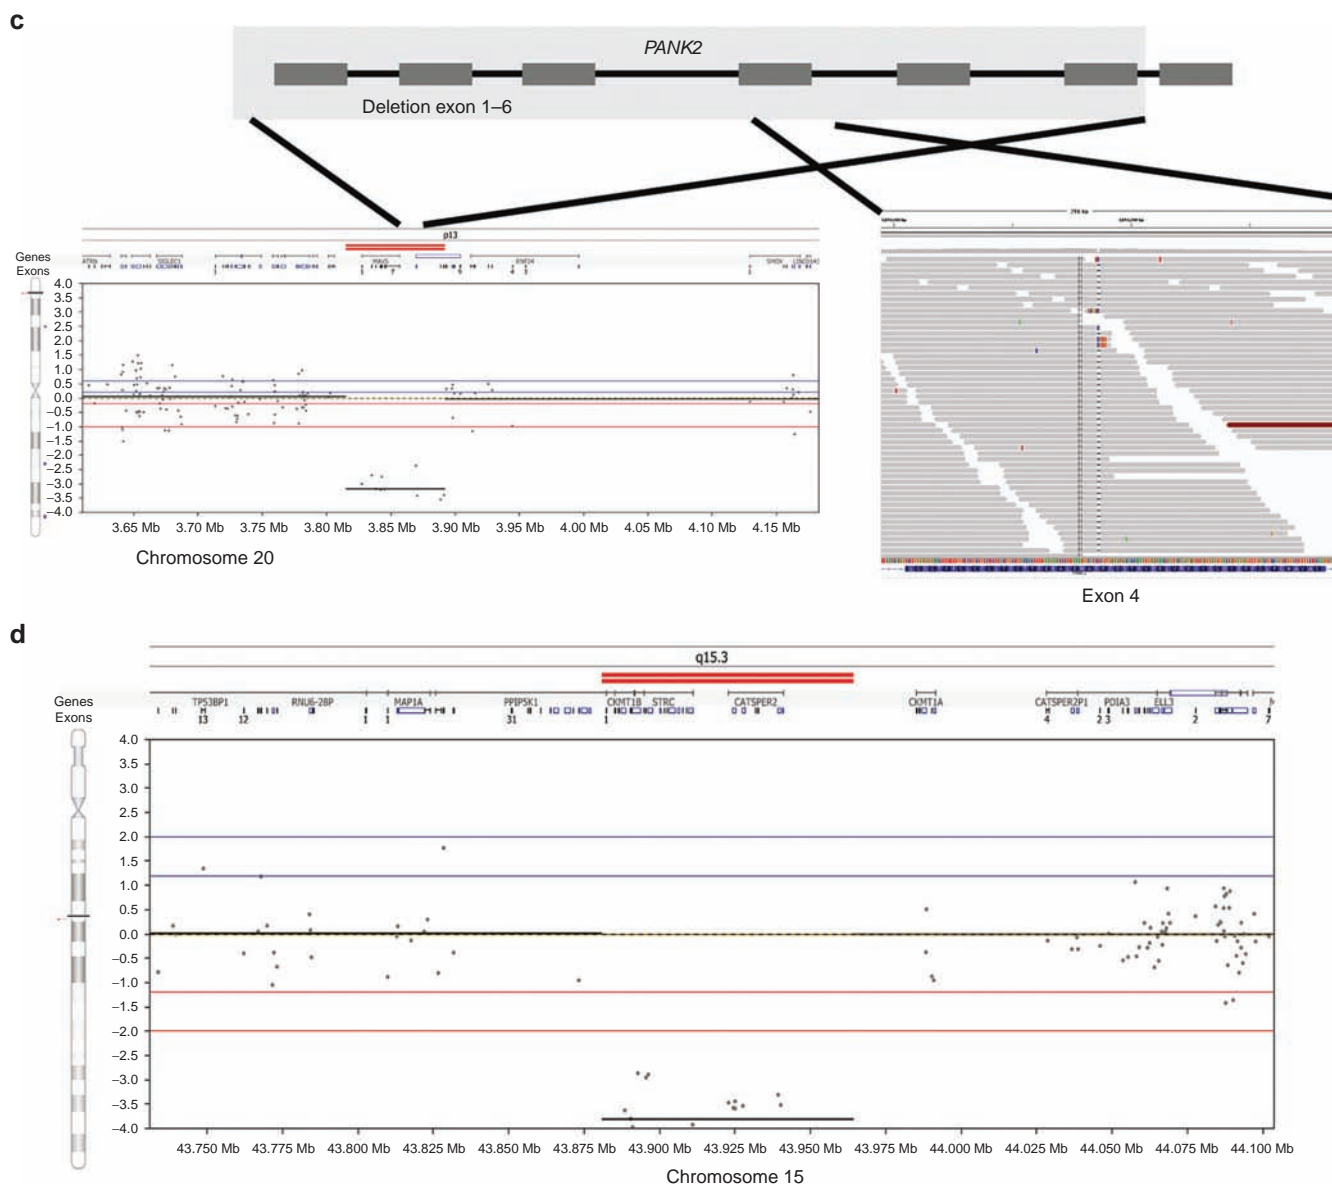 c
PANK2
Deletion exon 1–6
p13
Genes
ATRN
SIGLEC1
MAVS
RNF24
SMOX
Exons
4.0
3.5
3.0
2.5
2.0
1.5
1.0
0.5
0.0
–0.5
–1.0
–1.5
–2.0
–2.5
–3.0
–3.5
–4.0
3.65 Mb 3.70 Mb 3.75 Mb 3.80 Mb 3.85 Mb 3.90 Mb 3.95 Mb 4.00 Mb 4.05 Mb 4.10 Mb 4.15 Mb
Chromosome 20
Exon 4
d
q15.3
Genes TP53BP1 RNU6-28P MAP1A PPIP5K1 CKMT1B STRC CATSPER2 CKMT1A CATSPER2P1 PDIA3 ELL3
Exons 13 12 1 1 31 1 4 2 3 2 7
4.0
3.5
3.0
2.5
2.0
1.5
1.0
0.5
0.0
–0.5
–1.0
–1.5
–2.0
–2.5
–3.0
–3.5
–4.0
43.750 Mb 43.775 Mb 43.800 Mb 43.825 Mb 43.850 Mb 43.875 Mb 43.900 Mb 43.925 Mb 43.950 Mb 43.975 Mb 44.000 Mb 44.025 Mb 44.050 Mb 44.075 Mb 44.100 Mb
Chromosome 15